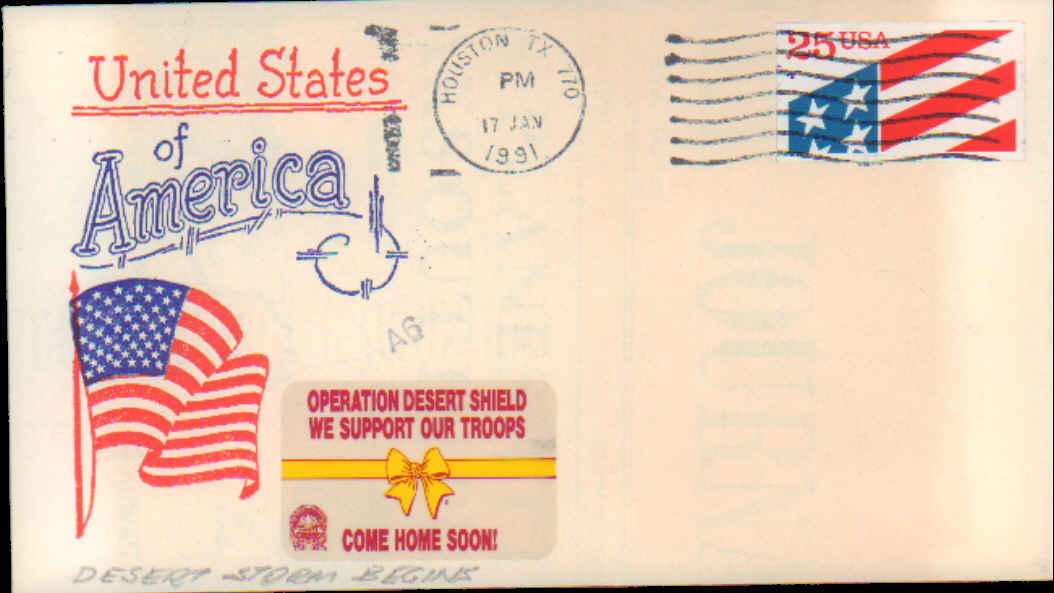 United States
of
America
HOUSTON TX 770
PM
17 JAN
1991
25 USA
A6
OPERATION DESERT SHIELD
WE SUPPORT OUR TROOPS
COME HOME SOON!
DESERT STORM BEGINS